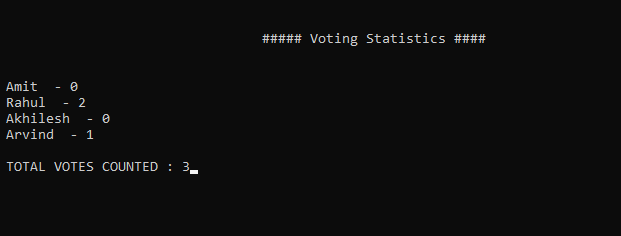 ##### Voting Statistics ####
Amit - 0
Rahul - 2
Akhilesh - 0
Arvind - 1
TOTAL VOTES COUNTED : 3